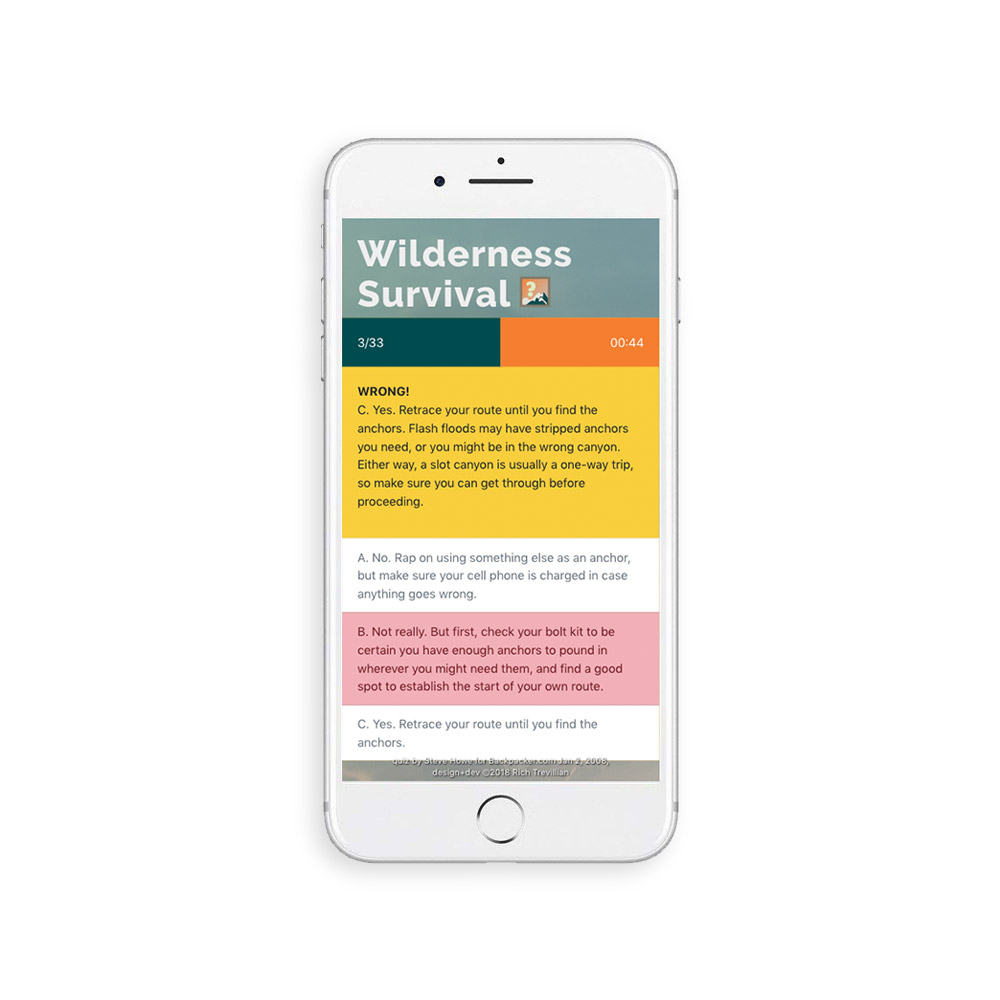 Wilderness
Survival
3/33
00:44
WRONG!
C. Yes. Retrace your route until you find the
anchors. Flash floods may have stripped anchors
you need, or you might be in the wrong canyon.
Either way, a slot canyon is usually a one-way trip,
so make sure you can get through before
proceeding.
A. No. Rap on using something else as an anchor,
but make sure your cell phone is charged in case
anything goes wrong.
B. Not really. But first, check your bolt kit to be
certain you have enough anchors to pound in
wherever you might need them, and find a good
spot to establish the start of your own route.
C. Yes. Retrace your route until you find the
anchors.
quiz by Steve Howe for Backpacker.com Jan 2, 2008,
design+dev ©2018 Rich Trevillian